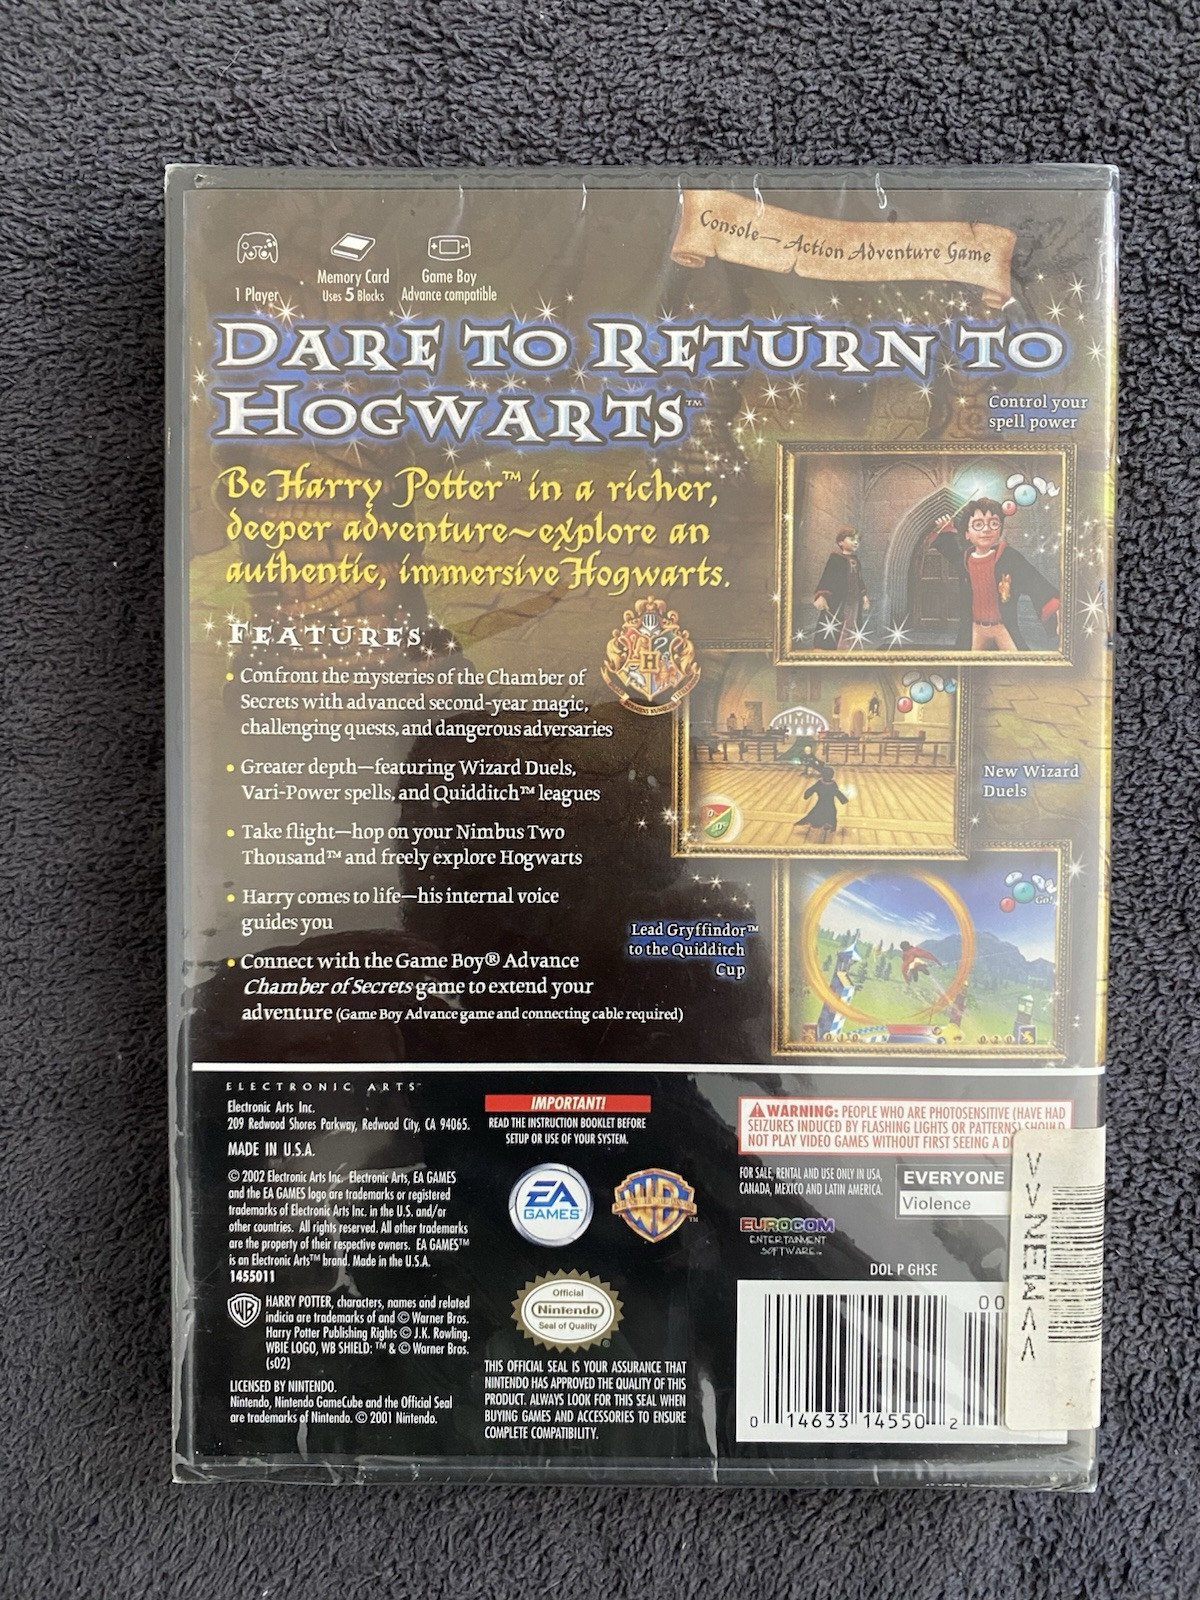 Console—Action Adventure Game
1 Player
Memory Card
Uses 5 Blocks
Game Boy
Advance compatible
DARE TO RETURN TO
HOGWARTS™
Be Harry Potter™ in a richer,
deeper adventure~explore an
authentic, immersive Hogwarts.
Control your
spell power
FEATURES
• Confront the mysteries of the Chamber of
Secrets with advanced second-year magic,
challenging quests, and dangerous adversaries
• Greater depth—featuring Wizard Duels,
Vari-Power spells, and Quidditch™ leagues
• Take flight—hop on your Nimbus Two
Thousand™ and freely explore Hogwarts
• Harry comes to life—his internal voice
guides you
• Connect with the Game Boy® Advance
Chamber of Secrets game to extend your
adventure (Game Boy Advance game and connecting cable required)
H
New Wizard
Duels
Lead Gryffindor™
to the Quidditch
Cup
Go!
ELECTRONIC ARTS™
Electronic Arts Inc.
209 Redwood Shores Parkway, Redwood City, CA 94065.
MADE IN U.S.A.
© 2002 Electronic Arts Inc. Electronic Arts, EA GAMES
and the EA GAMES logo are trademarks or registered
trademarks of Electronic Arts Inc. in the U.S. and/or
other countries. All rights reserved. All other trademarks
are the property of their respective owners. EA GAMES™
is an Electronic Arts™ brand. Made in the U.S.A.
1455011
HARRY POTTER, characters, names and related
indicia are trademarks of and © Warner Bros.
Harry Potter Publishing Rights © J.K. Rowling.
WBIE LOGO, WB SHIELD: ™ & © Warner Bros.
(s02)
LICENSED BY NINTENDO.
Nintendo, Nintendo GameCube and the Official Seal
are trademarks of Nintendo. © 2001 Nintendo.
IMPORTANT!
READ THE INSTRUCTION BOOKLET BEFORE
SETUP OR USE OF YOUR SYSTEM.
EA
GAMES™
WB
Official
Nintendo
Seal of Quality
THIS OFFICIAL SEAL IS YOUR ASSURANCE THAT
NINTENDO HAS APPROVED THE QUALITY OF THIS
PRODUCT. ALWAYS LOOK FOR THIS SEAL WHEN
BUYING GAMES AND ACCESSORIES TO ENSURE
COMPLETE COMPATIBILITY.
WARNING: PEOPLE WHO ARE PHOTOSENSITIVE (HAVE HAD
SEIZURES INDUCED BY FLASHING LIGHTS OR PATTERNS) SHOULD
NOT PLAY VIDEO GAMES WITHOUT FIRST SEEING A
FOR SALE, RENTAL AND USE ONLY IN USA,
CANADA, MEXICO AND LATIN AMERICA.
EVERYONE
Violence
EUROCOM
ENTERTAINMENT
SOFTWARE™
DOL P GHSE
0 0
0 14633 14550 2
VVNEWAA